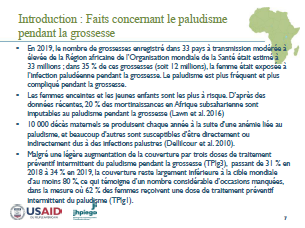 Introduction : Faits concernant le paludisme
pendant la grossesse
• En 2019, le nombre de grossesses enregistré dans 33 pays à transmission modérée à
élevée de la Région africaine de l'Organisation mondiale de la Santé était estimé à
33 millions ; dans 35 % de ces grossesses (soit 12 millions), la femme était exposée à
l'infection paludéenne pendant la grossesse. Le paludisme est plus fréquent et plus
compliqué pendant la grossesse.
• Les femmes enceintes et les jeunes enfants sont les plus à risque. D'après des
données récentes, 20 % des mortinaissances en Afrique subsaharienne sont
imputables au paludisme pendant la grossesse (Lawn et al. 2016)
• 10 000 décès maternels se produisent chaque année à la suite d'une anémie liée au
paludisme, et beaucoup d'autres sont susceptibles d'être directement ou
indirectement dus à des infections palustres (Dellicour et al. 2010).
• Malgré une légère augmentation de la couverture par trois doses de traitement
préventif intermittent du paludisme pendant la grossesse (TPIg3), passant de 31 % en
2018 à 34 % en 2019, la couverture reste largement inférieure à la cible mondiale
d'au moins 80 %, ce qui témoigne d'un nombre considérable d'occasions manquées,
dans la mesure où 62 % des femmes reçoivent une dose de traitement préventif
intermittent du paludisme (TPIg1).
USAID
jhpiego
7